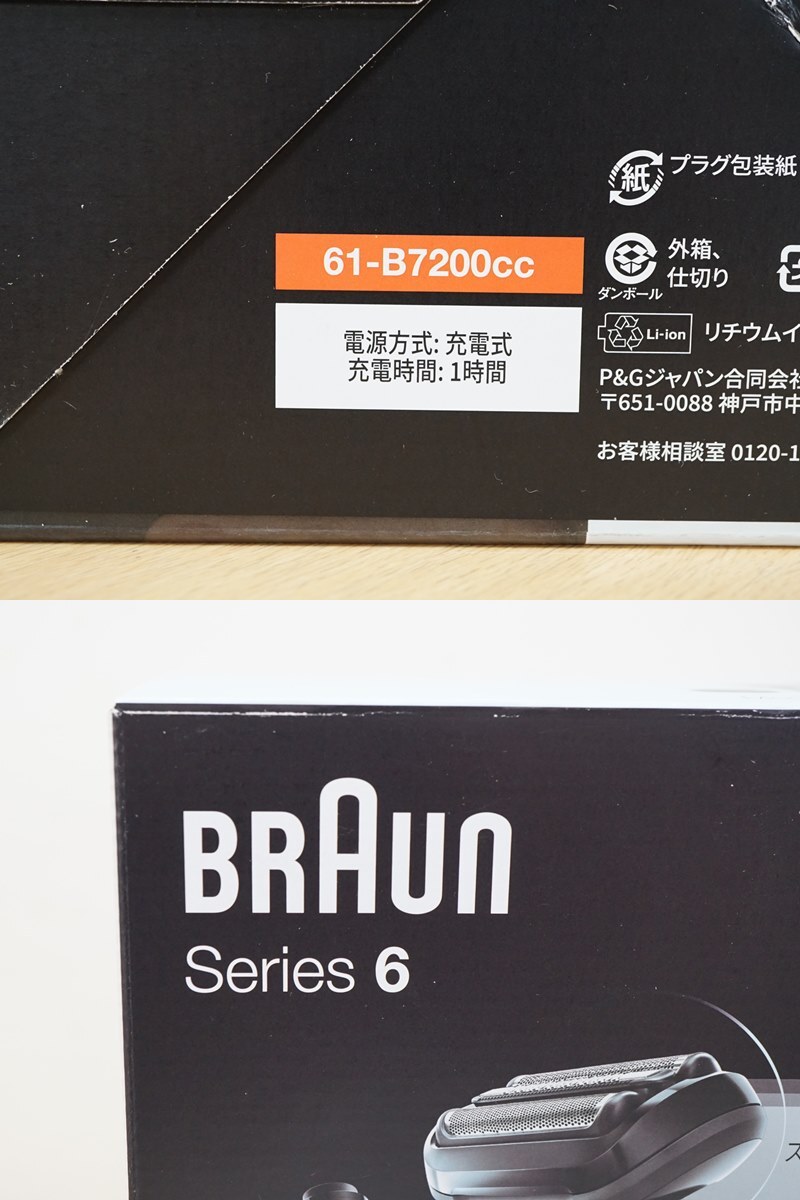 紙
プラグ包装紙
61-B7200cc
外箱、
仕切り
ダンボール
電源方式: 充電式
充電時間: 1時間
Li-ion
リチウムイ
P&Gジャパン合同会社
〒651-0088 神戸市中
お客様相談室 0120-1
BRAUN
Series 6
ス